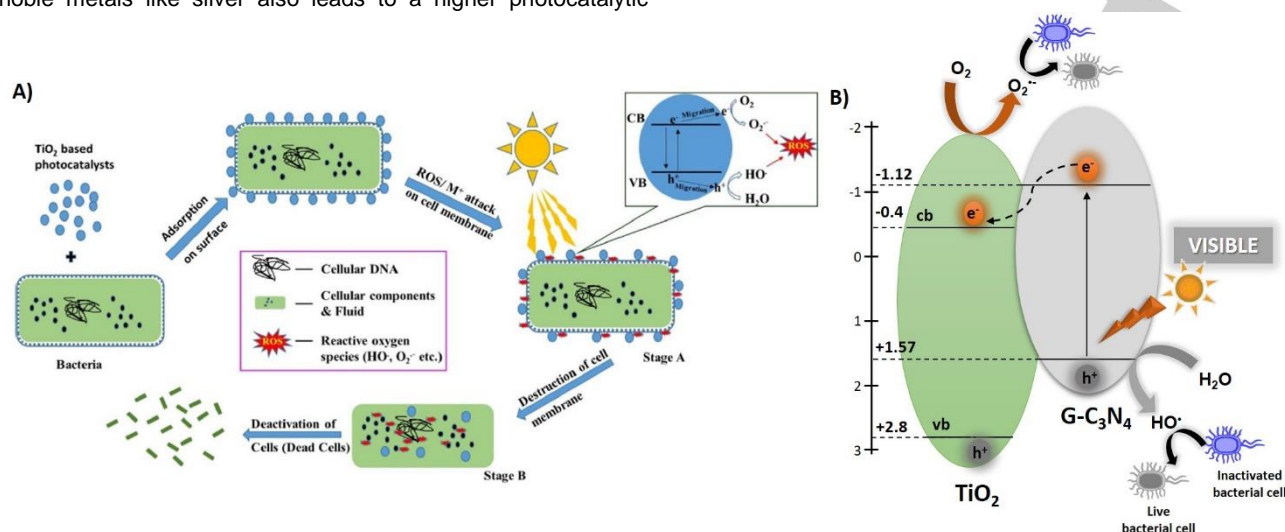 noble metals like silver also leads to a higher photocatalytic
A)
TiO₂ based
photocatalysts
+
Bacteria
Adsorption
on surface
ROS/ M⁺ attack
on cell membrane
CB
e⁻ Migration e⁻
O₂
O₂·⁻
ROS
VB
h⁺ Migration h⁺
HO·
H₂O
Cellular DNA
Cellular components
& Fluid
ROS
Reactive oxygen
species (HO·, O₂·⁻ etc.)
Stage A
Destruction of cell
membrane
Stage B
Deactivation of
Cells (Dead Cells)
B)
O₂
O₂•-
-2
-1.12
-1
-0.4
0
1
+1.57
2
+2.8
3
cb
e⁻
e⁻
vb
h⁺
h⁺
VISIBLE
H₂O
HO•
G-C₃N₄
TiO₂
Inactivated
bacterial cell
Live
bacterial cell